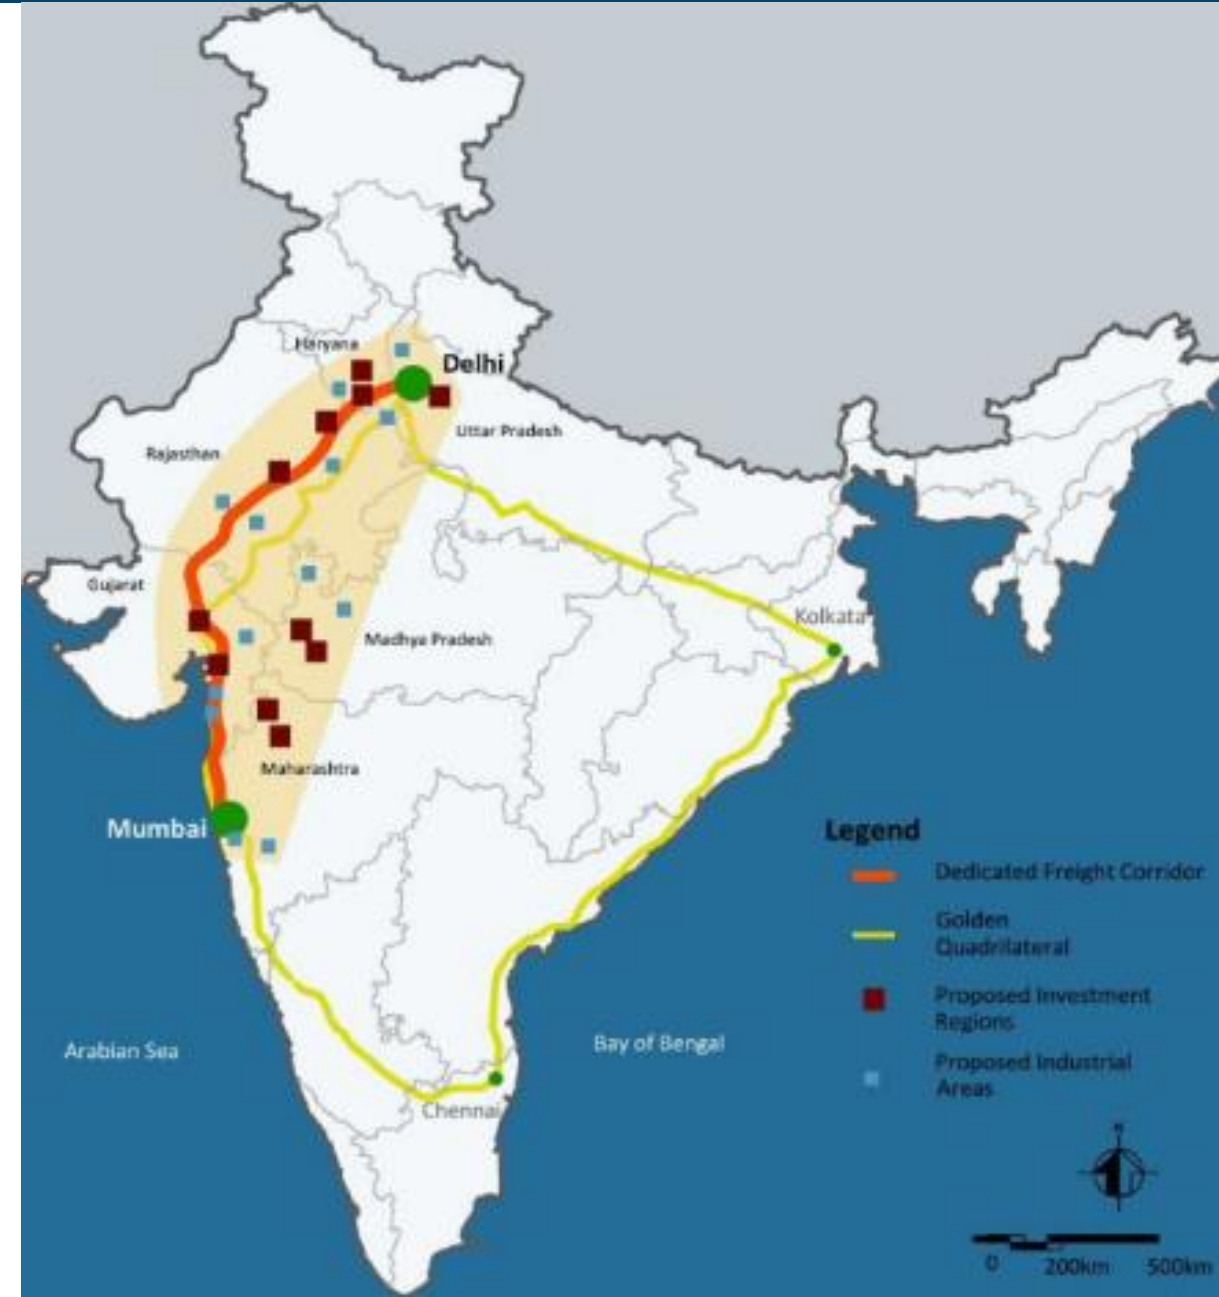 Haryana
Delhi
Uttar Pradesh
Rajasthan
Gujarat
Kolkata
Madhya Pradesh
Maharashtra
Mumbai
Legend
Dedicated Freight Corridor
Golden
Quadrilateral
Proposed Investment
Regions
Arabian Sea
Bay of Bengal
Proposed Industrial
Areas
Chennai
N
0 200km 500km